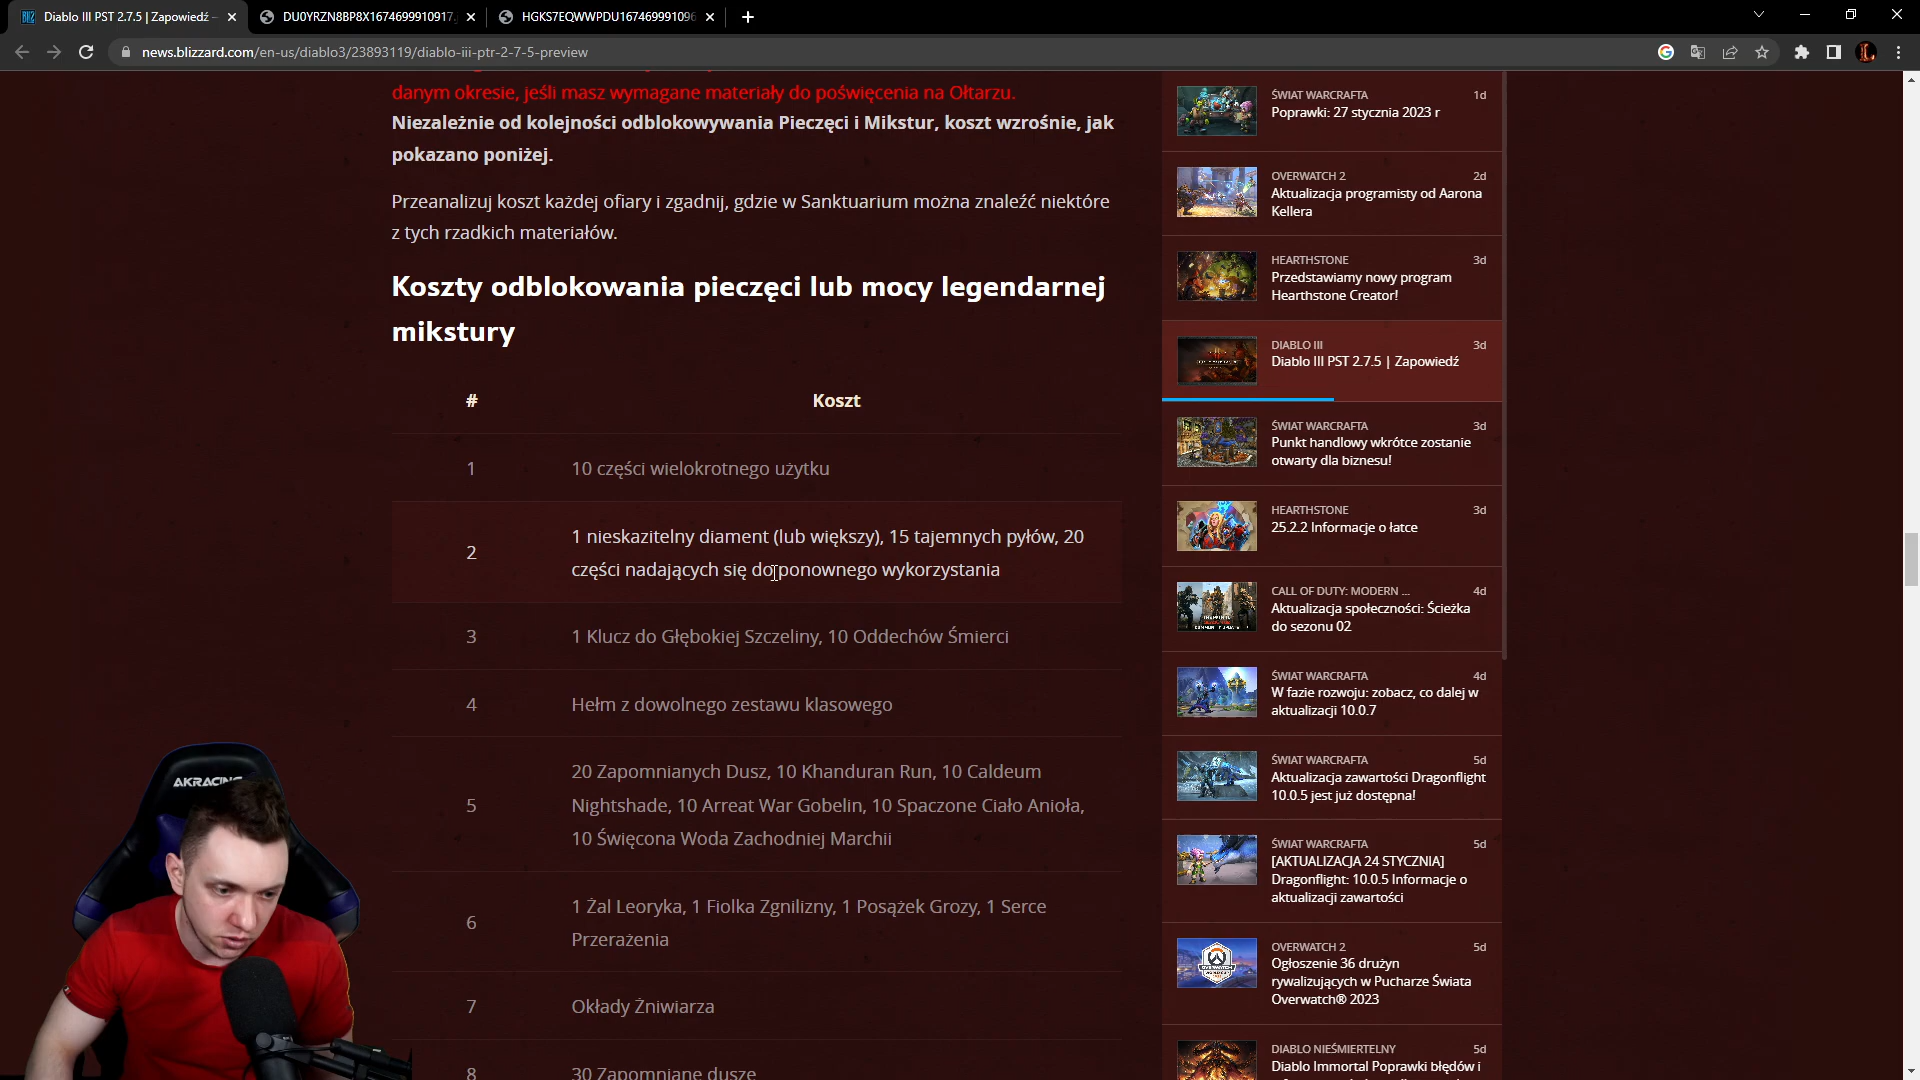 Diablo III PST 2.7.5 | Zapowiedź –
DU0YRZN8BP8X1674699910917.
HGKS7EQWWPDU1674699910
news.blizzard.com/en-us/diablo3/23893119/diablo-iii-ptr-2-7-5-preview
danym okresie, jeśli masz wymagane materiały do poświęcenia na Ołtarzu.
Niezależnie od kolejności odblokowywania Pieczęci i Mikstur, koszt wzrośnie, jak
pokazano poniżej.
Przeanalizuj koszt każdej ofiary i zgadnij, gdzie w Sanktuarium można znaleźć niektóre
z tych rzadkich materiałów.
Koszty odblokowania pieczęci lub mocy legendarnej
mikstury
# Koszt
1 10 części wielokrotnego użytku
2 1 nieskazitelny diament (lub większy), 15 tajemnych pyłów, 20
części nadających się do ponownego wykorzystania
3 1 Klucz do Głębokiej Szczeliny, 10 Oddechów Śmierci
4 Hełm z dowolnego zestawu klasowego
5 20 Zapomnianych Dusz, 10 Khanduran Run, 10 Caldeum
Nightshade, 10 Arreat War Gobelin, 10 Spaczone Ciało Anioła,
10 Święcona Woda Zachodniej Marchii
6 1 Żal Leoryka, 1 Fiolka Zgnilizny, 1 Posążek Grozy, 1 Serce
Przerażenia
7 Okłady Żniwiarza
8 30 Zapomniane dusze
ŚWIAT WARCRAFTA 1d
Poprawki: 27 stycznia 2023 r
OVERWATCH 2 2d
Aktualizacja programisty od Aarona
Kellera
HEARTHSTONE 3d
Przedstawiamy nowy program
Hearthstone Creator!
DIABLO III 3d
Diablo III PST 2.7.5 | Zapowiedź
ŚWIAT WARCRAFTA 3d
Punkt handlowy wkrótce zostanie
otwarty dla biznesu!
HEARTHSTONE 3d
25.2.2 Informacje o łatce
CALL OF DUTY: MODERN ... 4d
Aktualizacja społeczności: Ścieżka
do sezonu 02
ŚWIAT WARCRAFTA 4d
W fazie rozwoju: zobacz, co dalej w
aktualizacji 10.0.7
ŚWIAT WARCRAFTA 5d
Aktualizacja zawartości Dragonflight
10.0.5 jest już dostępna!
ŚWIAT WARCRAFTA 5d
[AKTUALIZACJA 24 STYCZNIA]
Dragonflight: 10.0.5 Informacje o
aktualizacji zawartości
OVERWATCH 2 5d
Ogłoszenie 36 drużyn
rywalizujących w Pucharze Świata
Overwatch® 2023
DIABLO NIEŚMIERTELNY 5d
Diablo Immortal Poprawki błędów i
AKRACING